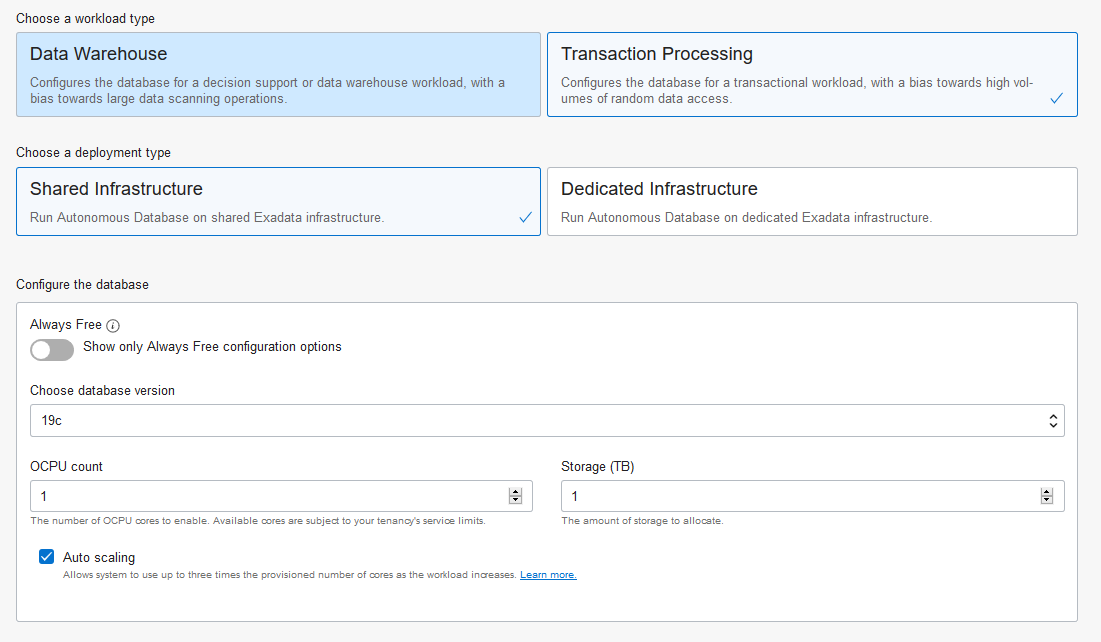 Choose a workload type
Data Warehouse
Configures the database for a decision support or data warehouse workload, with a
bias towards large data scanning operations.
Transaction Processing
Configures the database for a transactional workload, with a bias towards high vol-
umes of random data access.
Choose a deployment type
Shared Infrastructure
Run Autonomous Database on shared Exadata infrastructure.
Dedicated Infrastructure
Run Autonomous Database on dedicated Exadata infrastructure.
Configure the database
Always Free
Show only Always Free configuration options
Choose database version
19c
OCPU count
1
The number of OCPU cores to enable. Available cores are subject to your tenancy's service limits.
Storage (TB)
1
The amount of storage to allocate.
Auto scaling
Allows system to use up to three times the provisioned number of cores as the workload increases. Learn more.